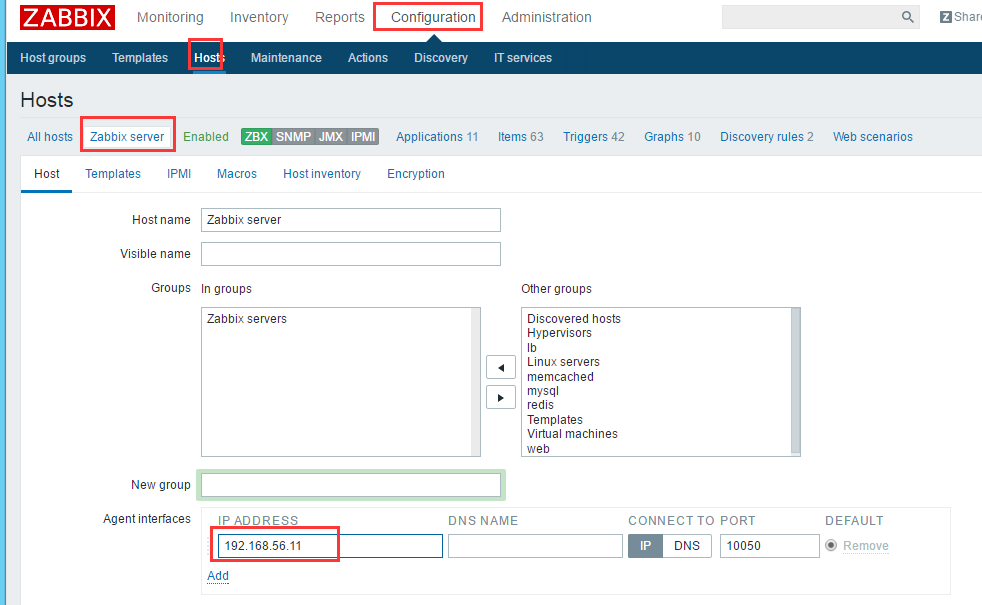 ZABBIX Monitoring Inventory Reports Configuration Administration Z Shar
Host groups Templates Hosts Maintenance Actions Discovery IT services
Hosts
All hosts Zabbix server Enabled ZBX SNMP JMX IPMI Applications 11 Items 63 Triggers 42 Graphs 10 Discovery rules 2 Web scenarios
Host Templates IPMI Macros Host inventory Encryption
Host name Zabbix server
Visible name
Groups In groups Other groups
Zabbix servers
Discovered hosts
Hypervisors
lb
Linux servers
memcached
mysql
redis
Templates
Virtual machines
web
New group
Agent interfaces IP ADDRESS DNS NAME CONNECT TO PORT DEFAULT
192.168.56.11 IP DNS 10050 Remove
Add